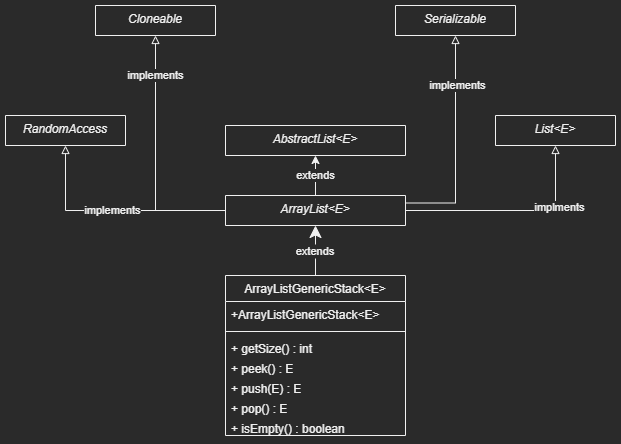 Cloneable
Serializable
implements
implements
RandomAccess
AbstractList<E>
List<E>
extends
implements
ArrayList<E>
implments
extends
ArrayListGenericStack<E>
+ArrayListGenericStack<E>
+ getSize() : int
+ peek() : E
+ push(E) : E
+ pop() : E
+ isEmpty() : boolean